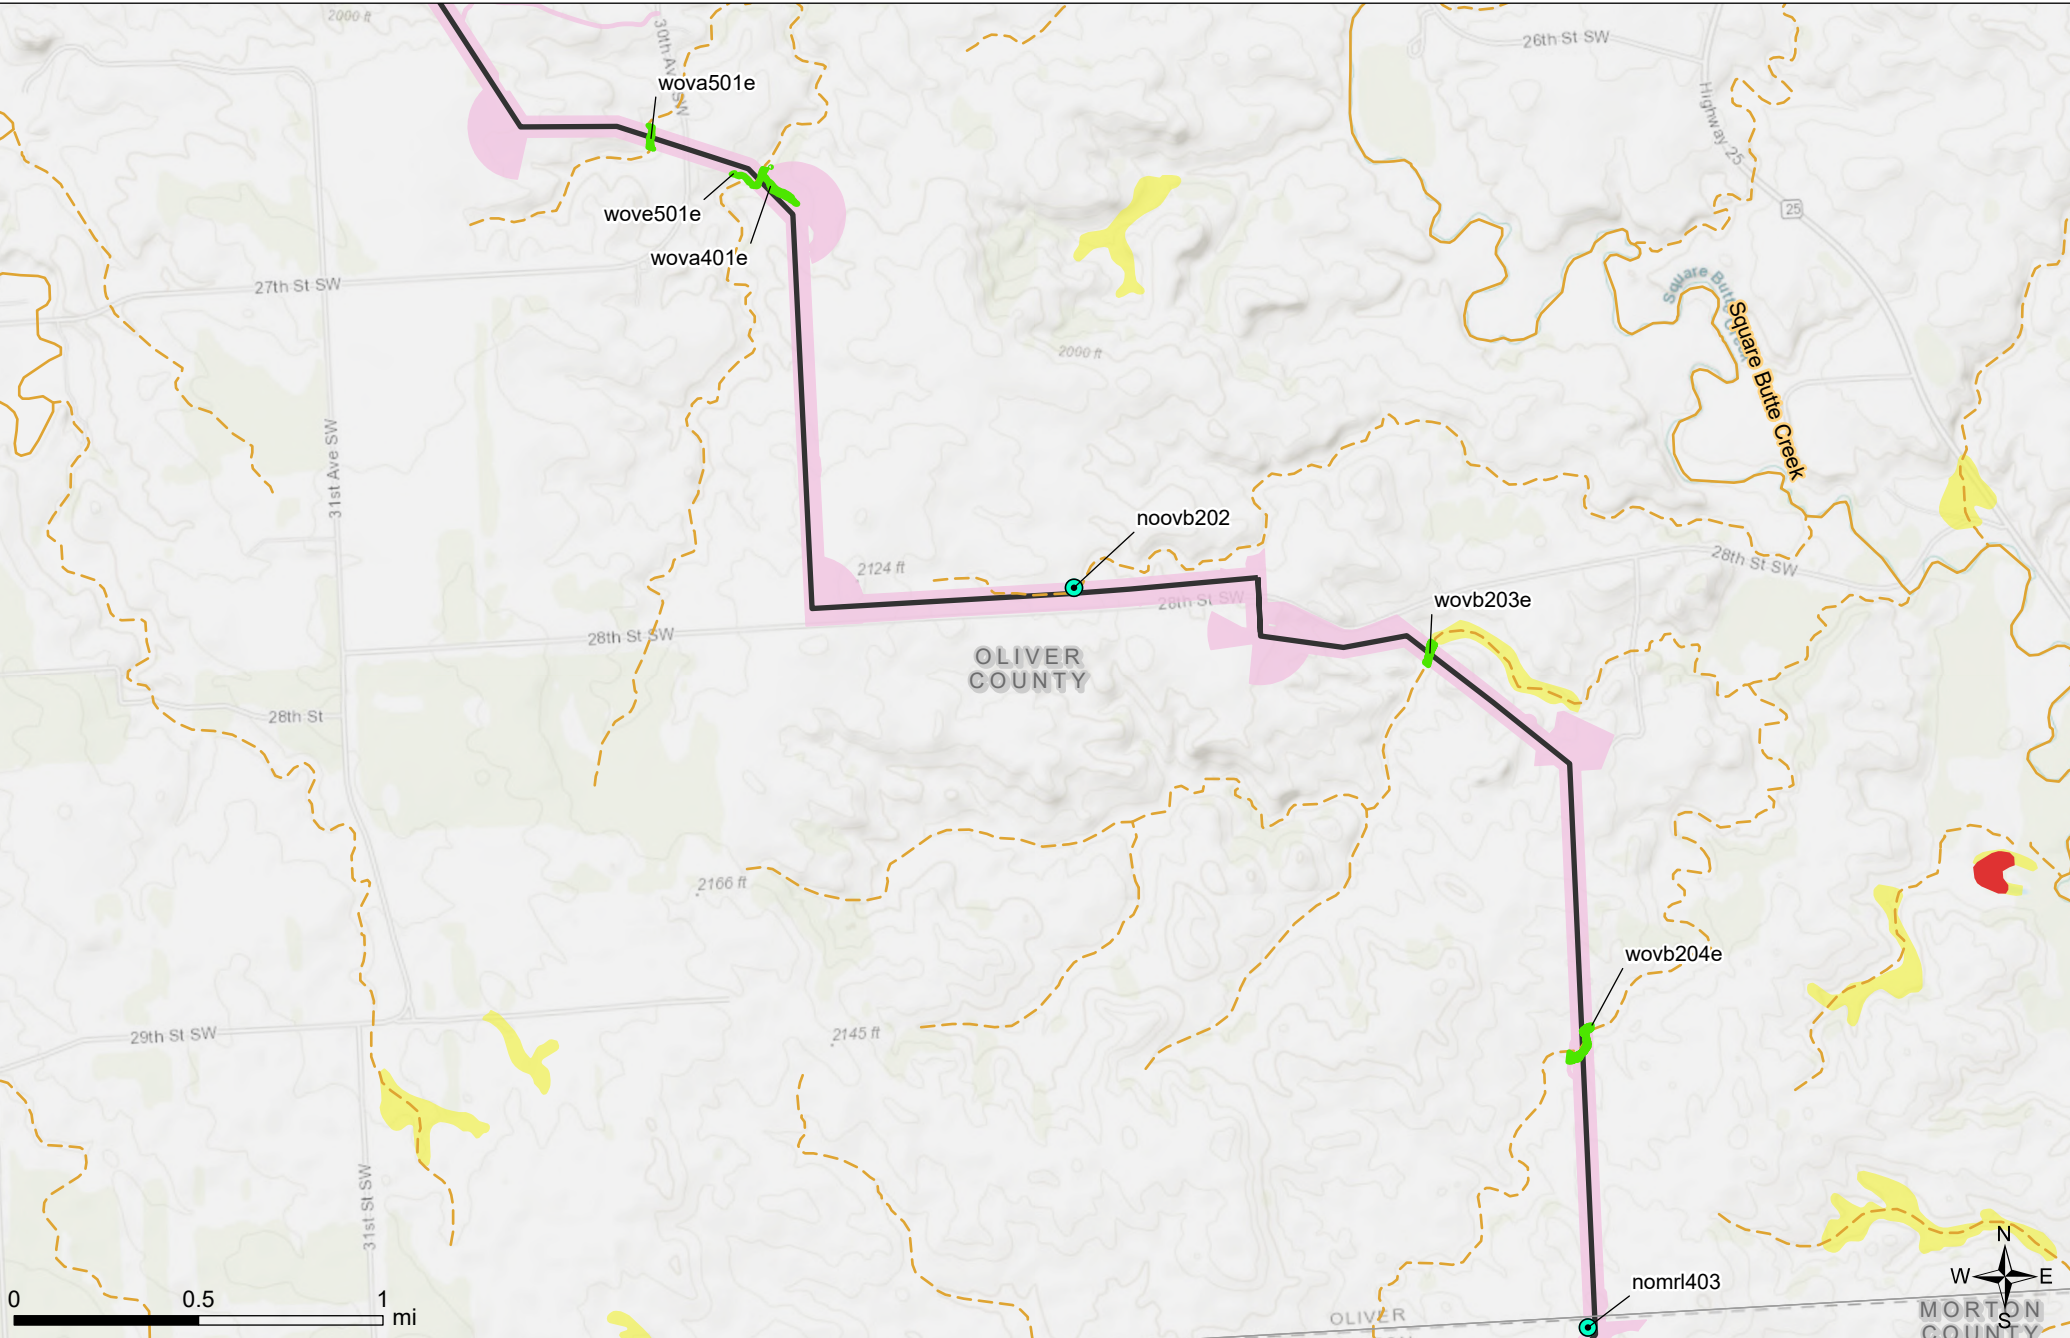 2000 ft
30th Ave SW
26th St SW
wova501e
Highway 25
25
wove501e
wova401e
27th St SW
Square Butte Creek
Square Butte Creek
2000 ft
31st Ave SW
noovb202
2124 ft
28th St SW
28th St SW
wovb203e
28th St SW
OLIVER
COUNTY
28th St
2166 ft
wovb204e
29th St SW
2145 ft
31st St SW
N
W
E
S
nomrl403
0 0.5 1
mi
OLIVER
MORTON
COUNTY